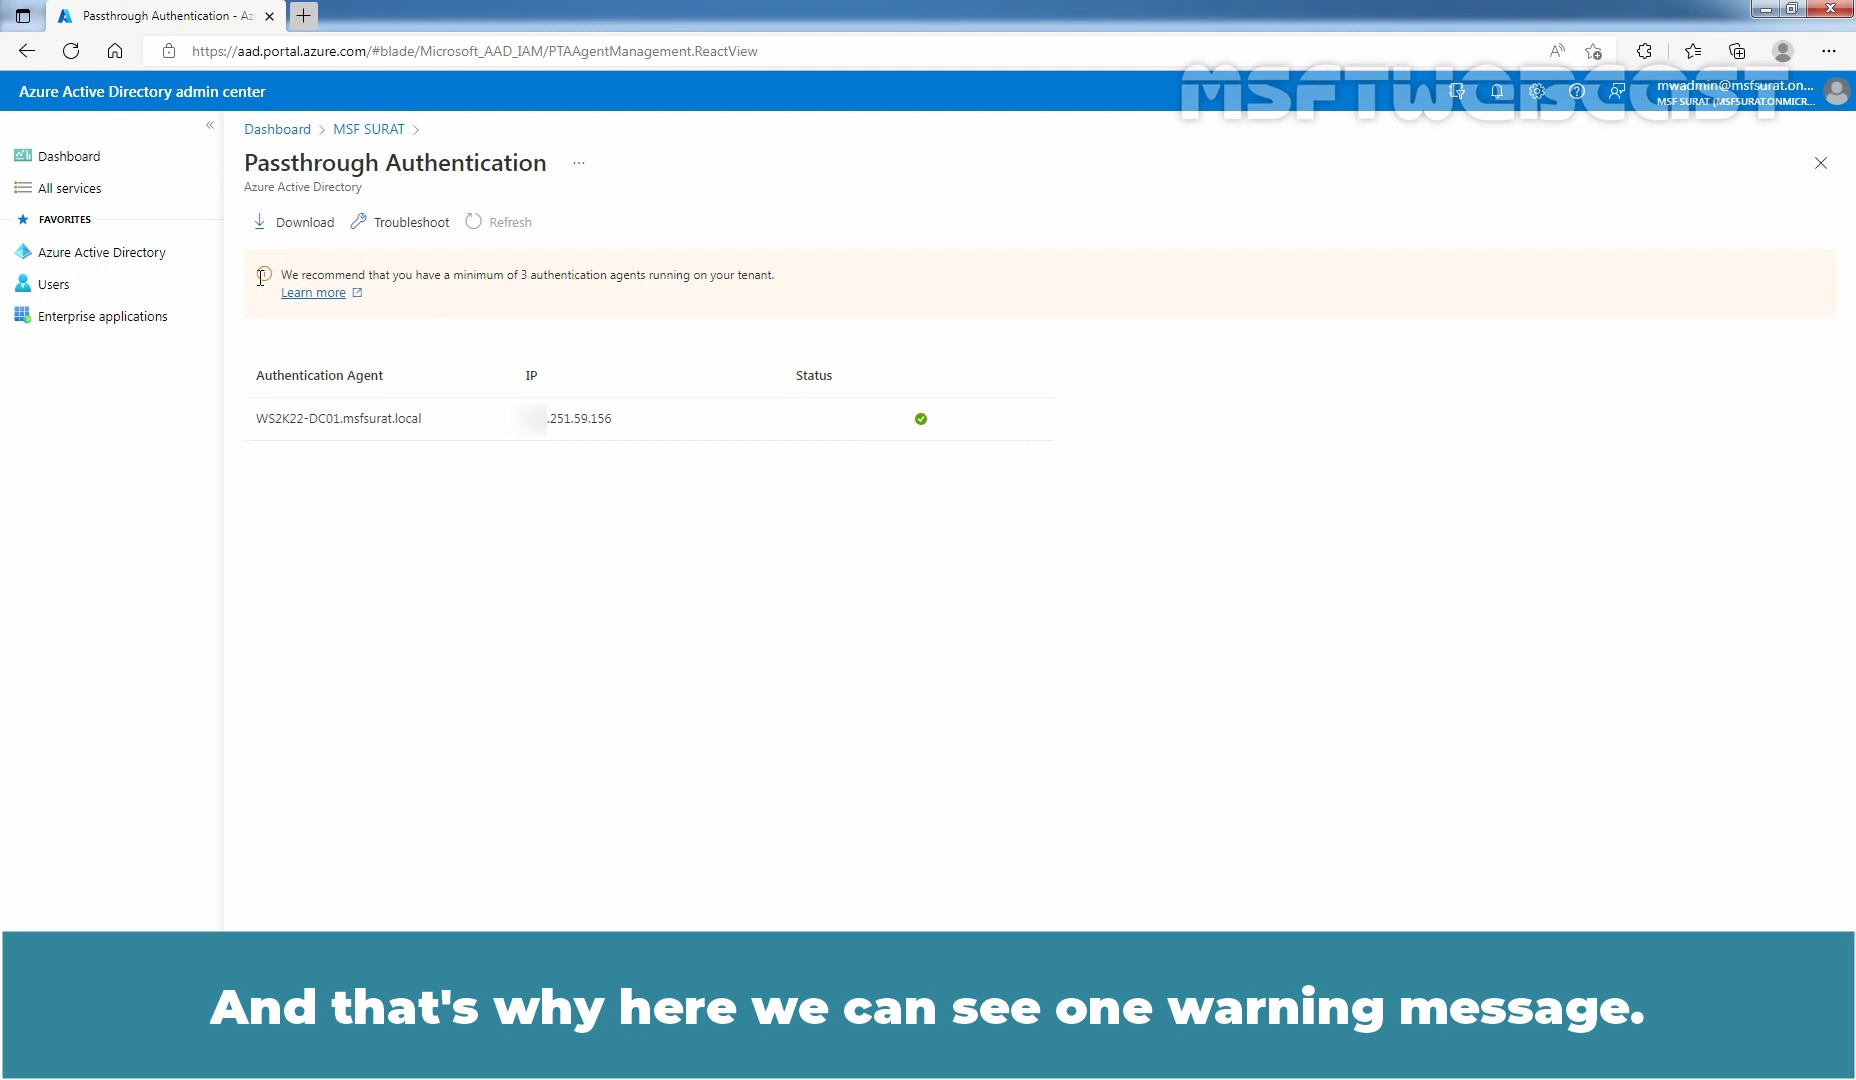 Passthrough Authentication - Az
https://aad.portal.azure.com/#blade/Microsoft_AAD_IAM/PTAAgentManagement.ReactView
MSFTWEBCAST
Azure Active Directory admin center
mwadmin@msfsurat.on...
MSF SURAT (MSFSURAT.ONMICR...
Dashboard
All services
FAVORITES
Azure Active Directory
Users
Enterprise applications
Dashboard > MSF SURAT >
Passthrough Authentication ...
Azure Active Directory
Download Troubleshoot Refresh
We recommend that you have a minimum of 3 authentication agents running on your tenant.
Learn more
Authentication Agent IP Status
WS2K22-DC01.msfsurat.local .251.59.156
And that's why here we can see one warning message.